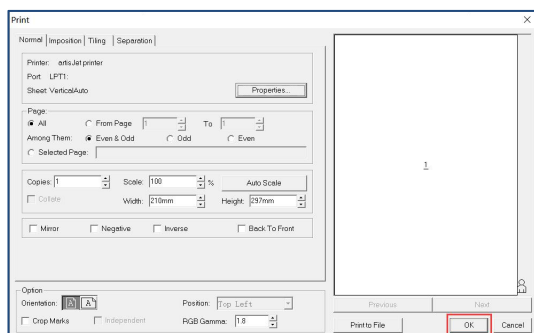 Print
Normal Imposition Tiling Separation
Printer: artisJet printer
Port LPT1:
Sheet VerticalAuto Properties...
Page:
All From Page 1 To 1
Among Them: Even & Odd Odd Even
Selected Page:
Copies: 1 Scale: 100 % Auto Scale
Collate Width: 210mm Height: 297mm
Mirror Negative Inverse Back To Front
Option
Orientation: A A Position: Top Left
Crop Marks Independent RGB Gamma: 1.8
1
Previous Next
Print to File OK Cancel